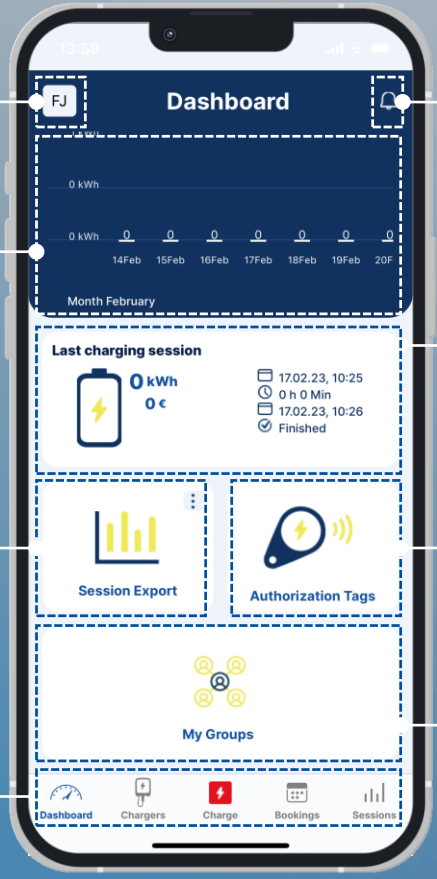 13:58
FJ
Dashboard
0 kWh
0 kWh
0 0 0 0 0 0 0
14Feb 15Feb 16Feb 17Feb 18Feb 19Feb 20F
Month February
Last charging session
0 kWh
0 €
17.02.23, 10:25
0 h 0 Min
17.02.23, 10:26
Finished
Session Export
Authorization Tags
My Groups
Dashboard Chargers Charge Bookings Sessions